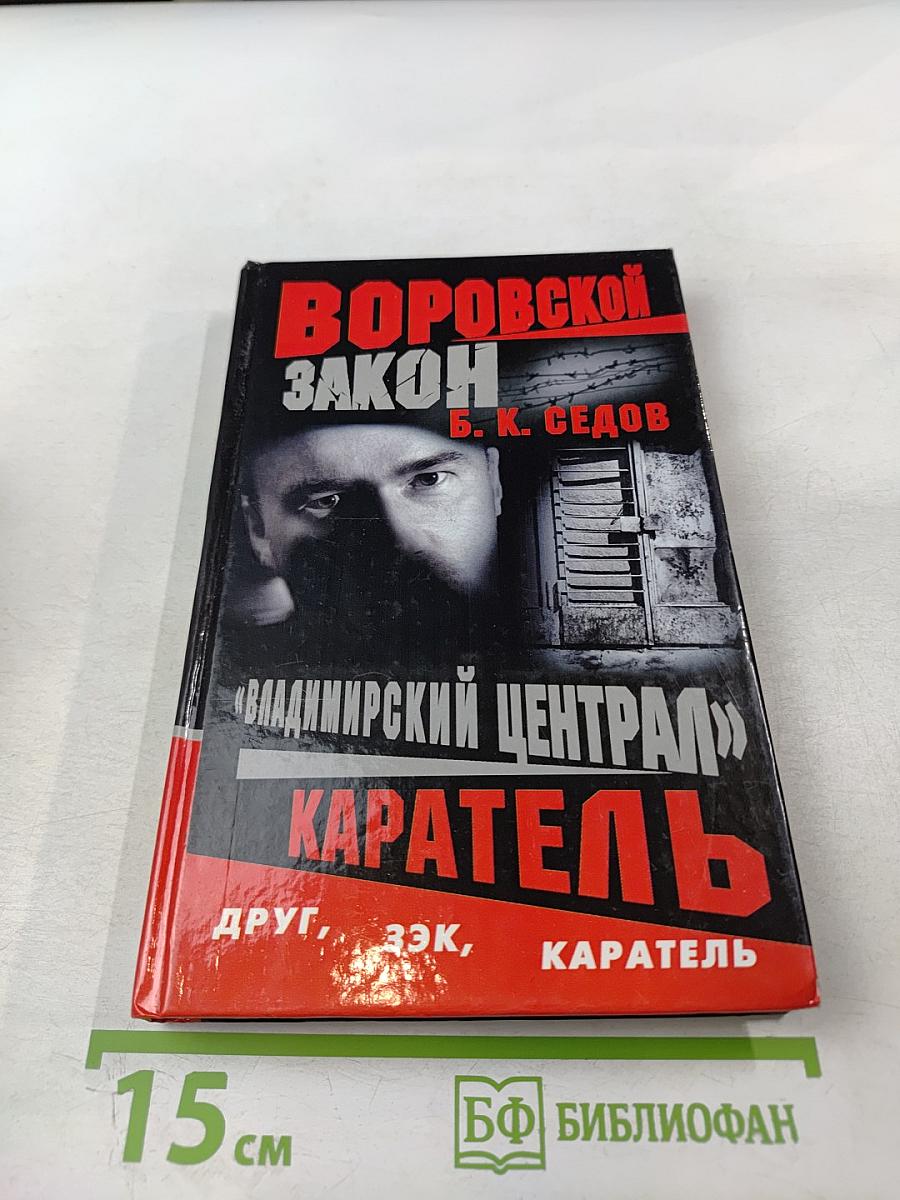 ВОРОВСКОЙ
ЗАКОН
Б. К. СЕДОВ
«ВЛАДИМИРСКИЙ ЦЕНТРАЛ»
КАРАТЕЛЬ
ДРУГ, ЗЭК, КАРАТЕЛЬ
15 см
БФ БИБЛИОФАН